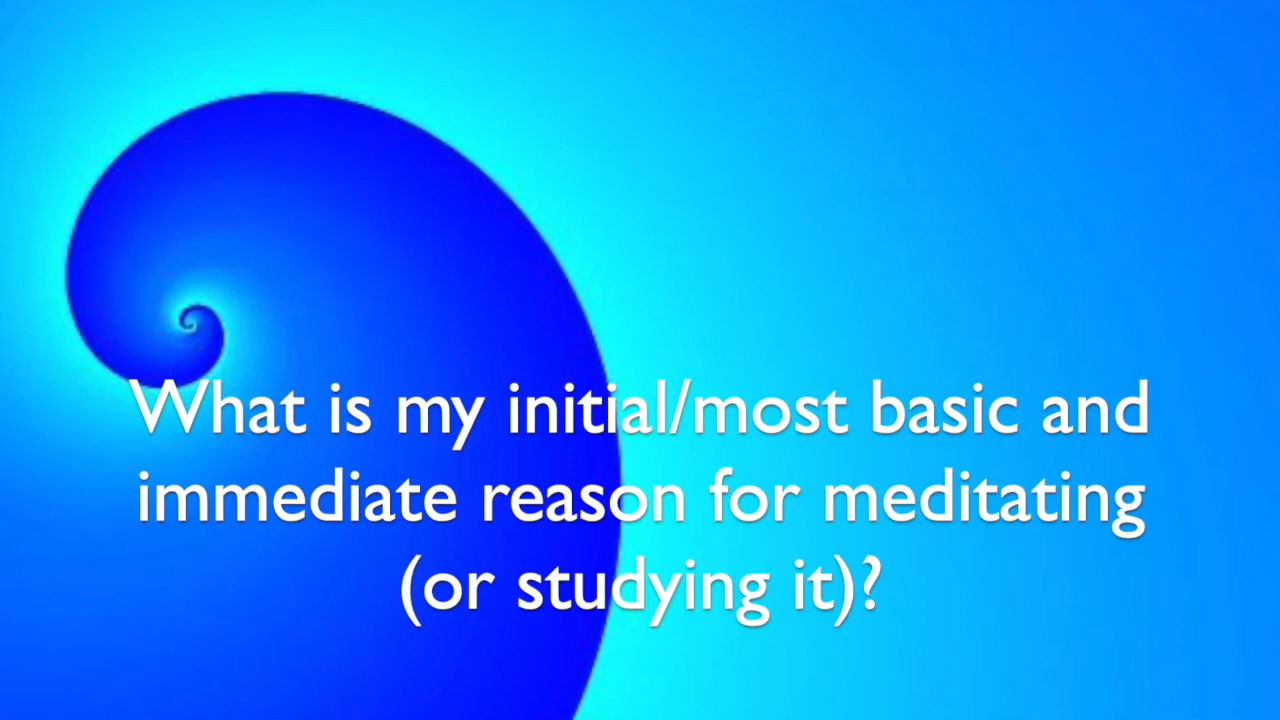 What is my initial/most basic and
immediate reason for meditating
(or studying it)?